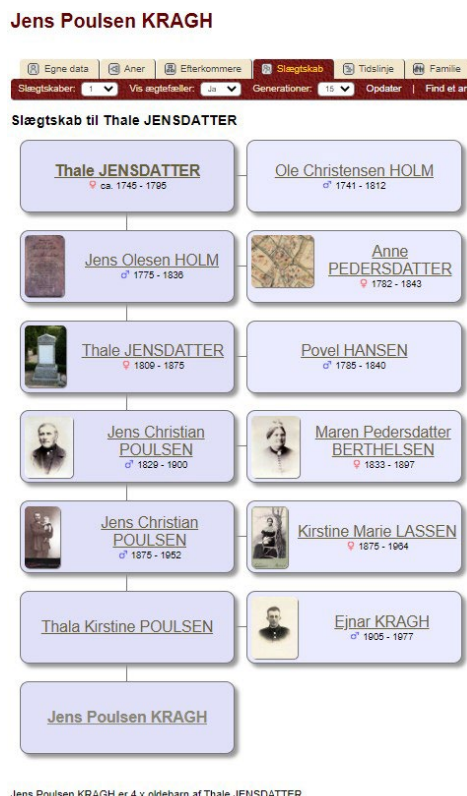 Jens Poulsen KRAGH
Egne data Aner Efterkommere Slægtskab Tidslinje Familie
Slægtskaber: 1 Vis ægtefæller: Ja Generationer: 15 Opdater | Find et an
Slægtskab til Thale JENSDATTER
Thale JENSDATTER
♀ ca. 1745 - 1795
Ole Christensen HOLM
♂ 1741 - 1812
Jens Olesen HOLM
♂ 1775 - 1836
Anne
PEDERSDATTER
♀ 1782 - 1843
Thale JENSDATTER
♀ 1809 - 1875
Povel HANSEN
♂ 1785 - 1840
Jens Christian
POULSEN
♂ 1829 - 1900
Maren Pedersdatter
BERTHELSEN
♀ 1833 - 1897
Jens Christian
POULSEN
♂ 1875 - 1952
Kirstine Marie LASSEN
♀ 1875 - 1964
Thala Kirstine POULSEN
Ejnar KRAGH
♂ 1905 - 1977
Jens Poulsen KRAGH
Jens Poulsen KRAGH er 4 x oldebarn af Thale JENSDATTER